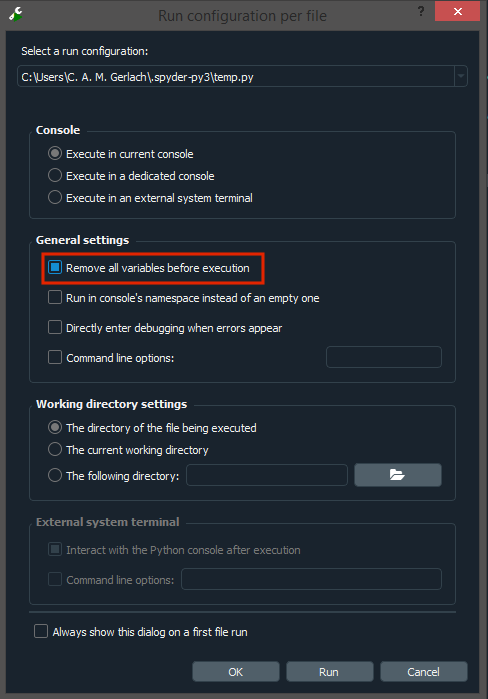 Run configuration per file
?
X
Select a run configuration:
C:\Users\C. A. M. Gerlach\.spyder-py3\temp.py
Console
Execute in current console
Execute in a dedicated console
Execute in an external system terminal
General settings
Remove all variables before execution
Run in console's namespace instead of an empty one
Directly enter debugging when errors appear
Command line options:
Working directory settings
The directory of the file being executed
The current working directory
The following directory:
External system terminal
Interact with the Python console after execution
Command line options:
Always show this dialog on a first file run
OK
Run
Cancel